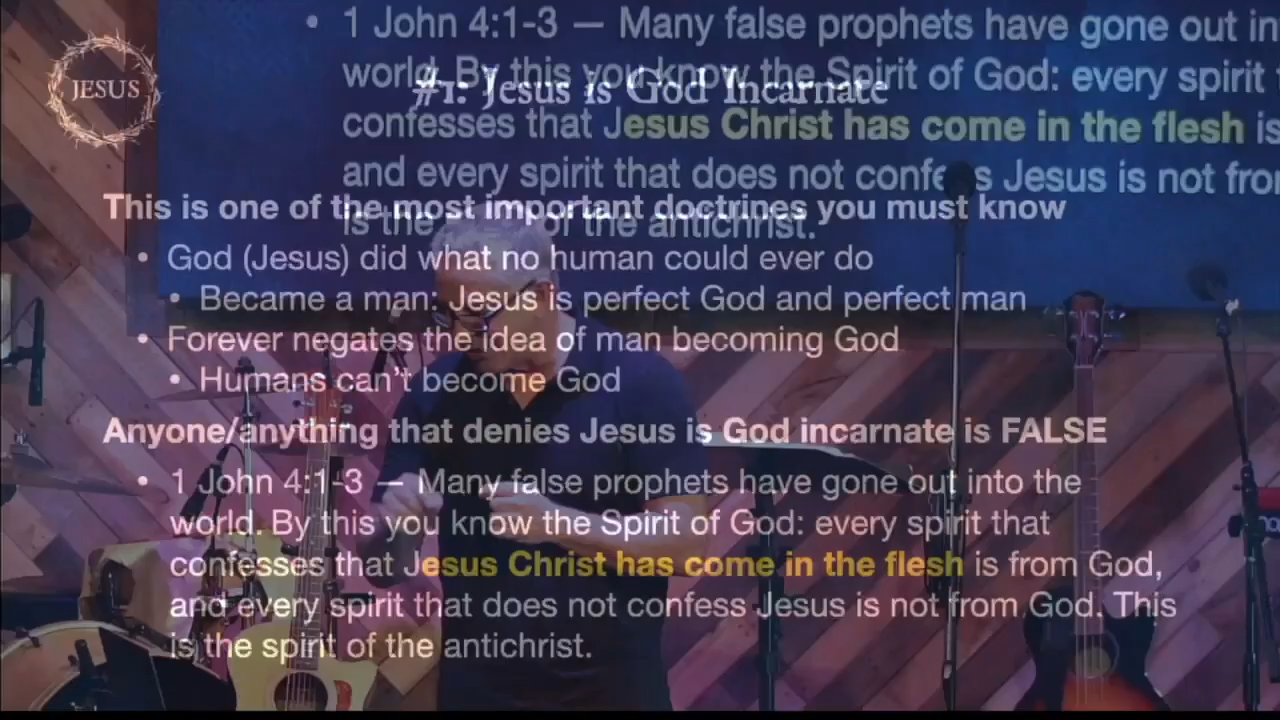 JESUS
#1: Jesus is God Incarnate
This is one of the most important doctrines you must know
• God (Jesus) did what no human could ever do
• Became a man: Jesus is perfect God and perfect man
• Forever negates the idea of man becoming God
• Humans can't become God
Anyone/anything that denies Jesus is God incarnate is FALSE
• 1 John 4:1-3 — Many false prophets have gone out into the
world. By this you know the Spirit of God: every spirit that
confesses that Jesus Christ has come in the flesh is from God,
and every spirit that does not confess Jesus is not from God. This
is the spirit of the antichrist.
• 1 John 4:1-3 — Many false prophets have gone out in
world. By this you know the Spirit of God: every spirit
confesses that Jesus Christ has come in the flesh is
and every spirit that does not confess Jesus is not
is the of the antichrist.